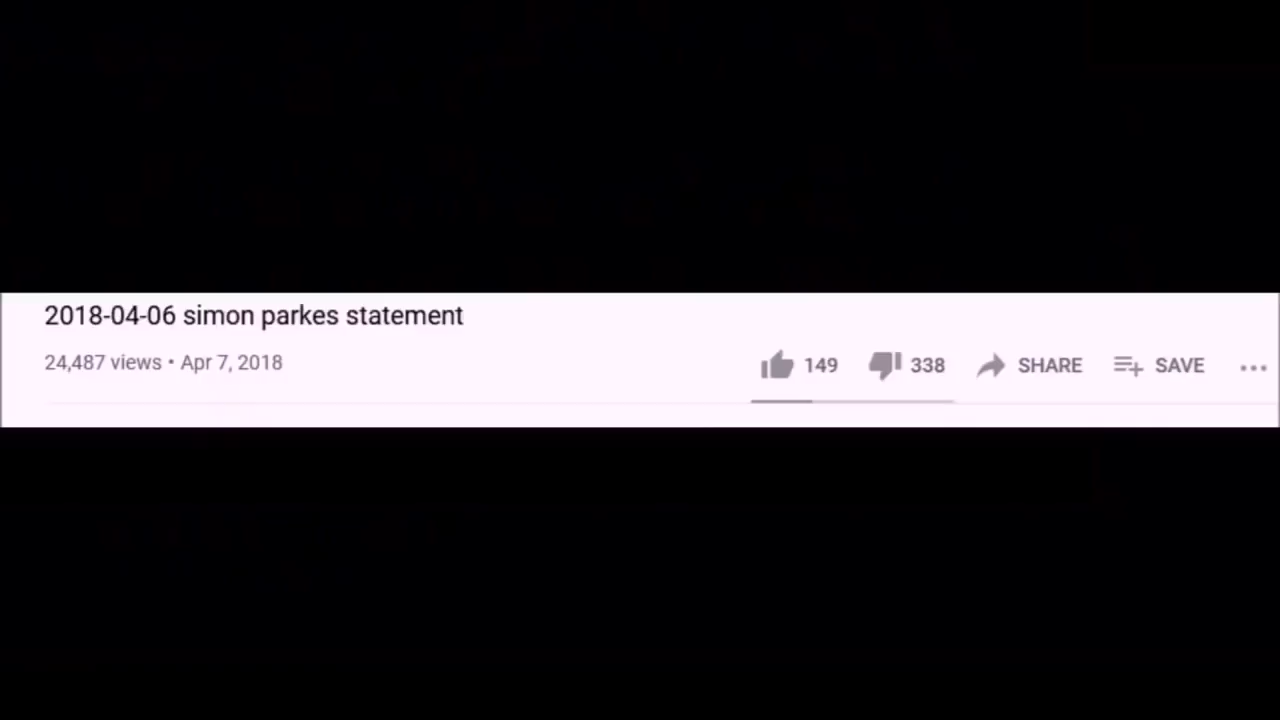 2018-04-06 simon parkes statement
24,487 views • Apr 7, 2018
149 338 SHARE SAVE